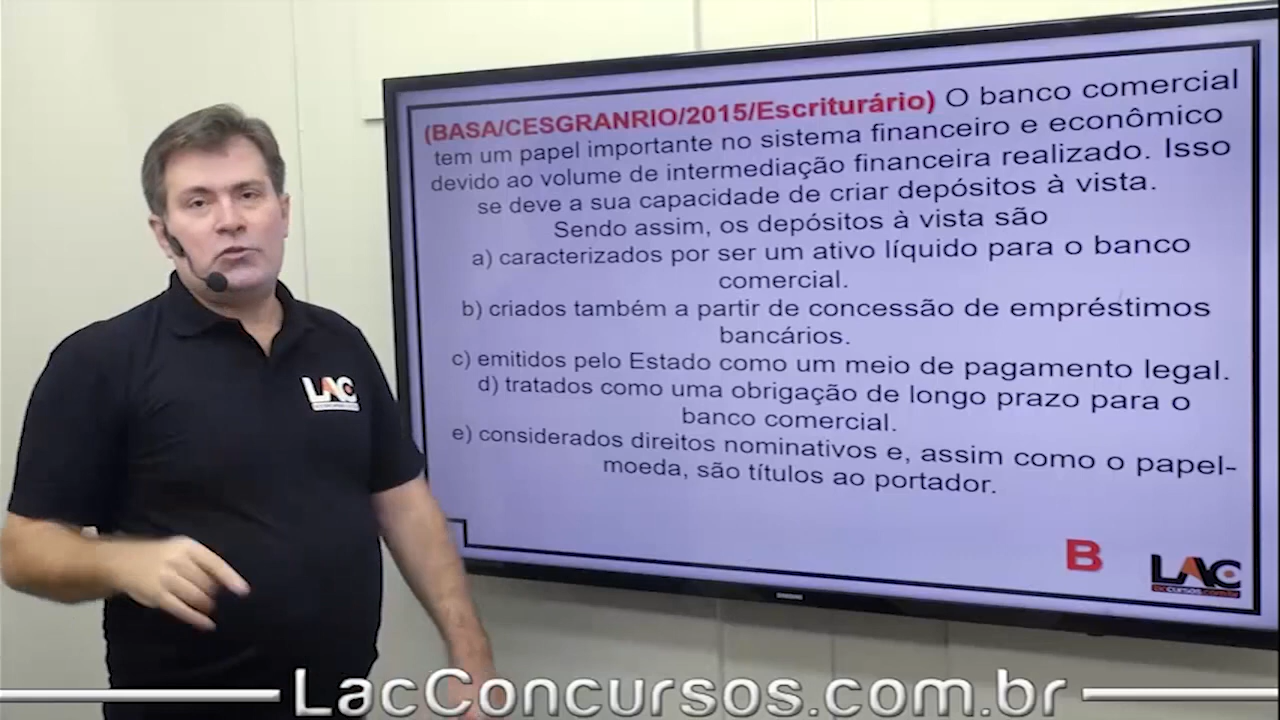 (BASA/CESGRANRIO/2015/Escriturário) O banco comercial
tem um papel importante no sistema financeiro e econômico
devido ao volume de intermediação financeira realizado. Isso
se deve a sua capacidade de criar depósitos à vista.
Sendo assim, os depósitos à vista são
a) caracterizados por ser um ativo líquido para o banco
comercial.
b) criados também a partir de concessão de empréstimos
bancários.
c) emitidos pelo Estado como um meio de pagamento legal.
d) tratados como uma obrigação de longo prazo para o
banco comercial.
e) considerados direitos nominativos e, assim como o papel-
moeda, são títulos ao portador.
B
LAC
LAC
SAMSUNG
LacConcursos.com.br